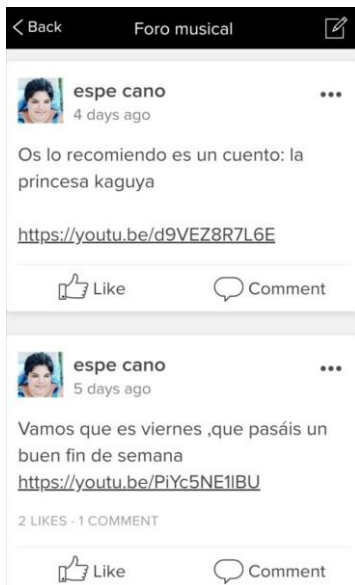 < Back Foro musical
espe cano
4 days ago
Os lo recomiendo es un cuento: la
princesa kaguya
https://youtu.be/d9VEZ8R7L6E
Like Comment
espe cano
5 days ago
Vamos que es viernes ,que pasáis un
buen fin de semana
https://youtu.be/PiYc5NE1lBU
2 LIKES · 1 COMMENT
Like Comment